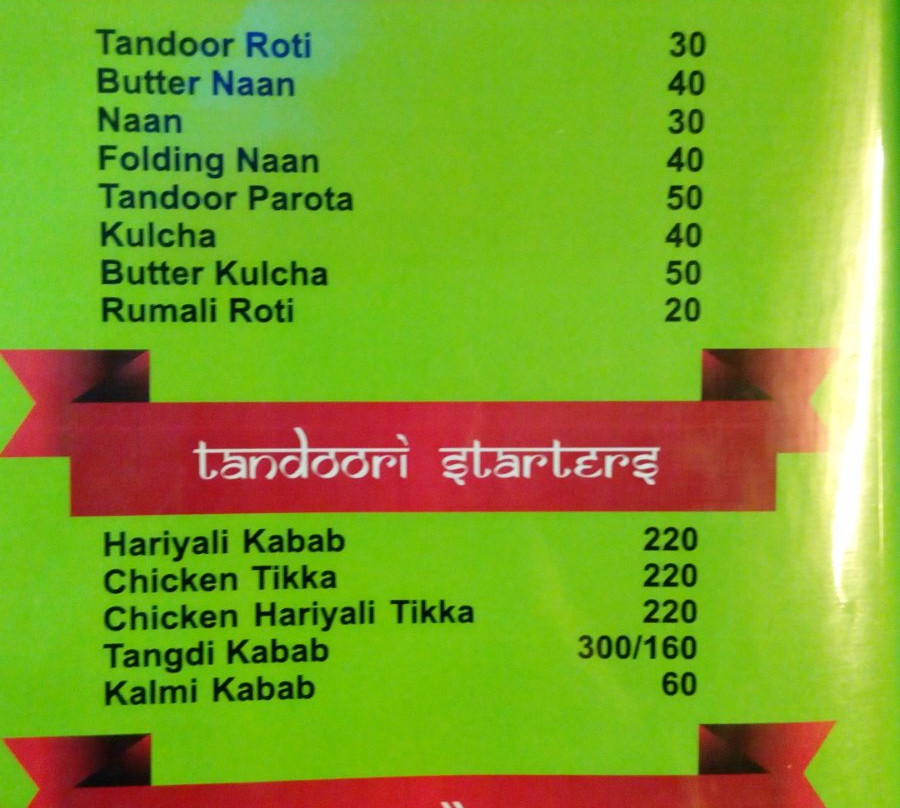 Tandoor Roti 30
Butter Naan 40
Naan 30
Folding Naan 40
Tandoor Parota 50
Kulcha 40
Butter Kulcha 50
Rumali Roti 20
tandoori starters
Hariyali Kabab 220
Chicken Tikka 220
Chicken Hariyali Tikka 220
Tangdi Kabab 300/160
Kalmi Kabab 60